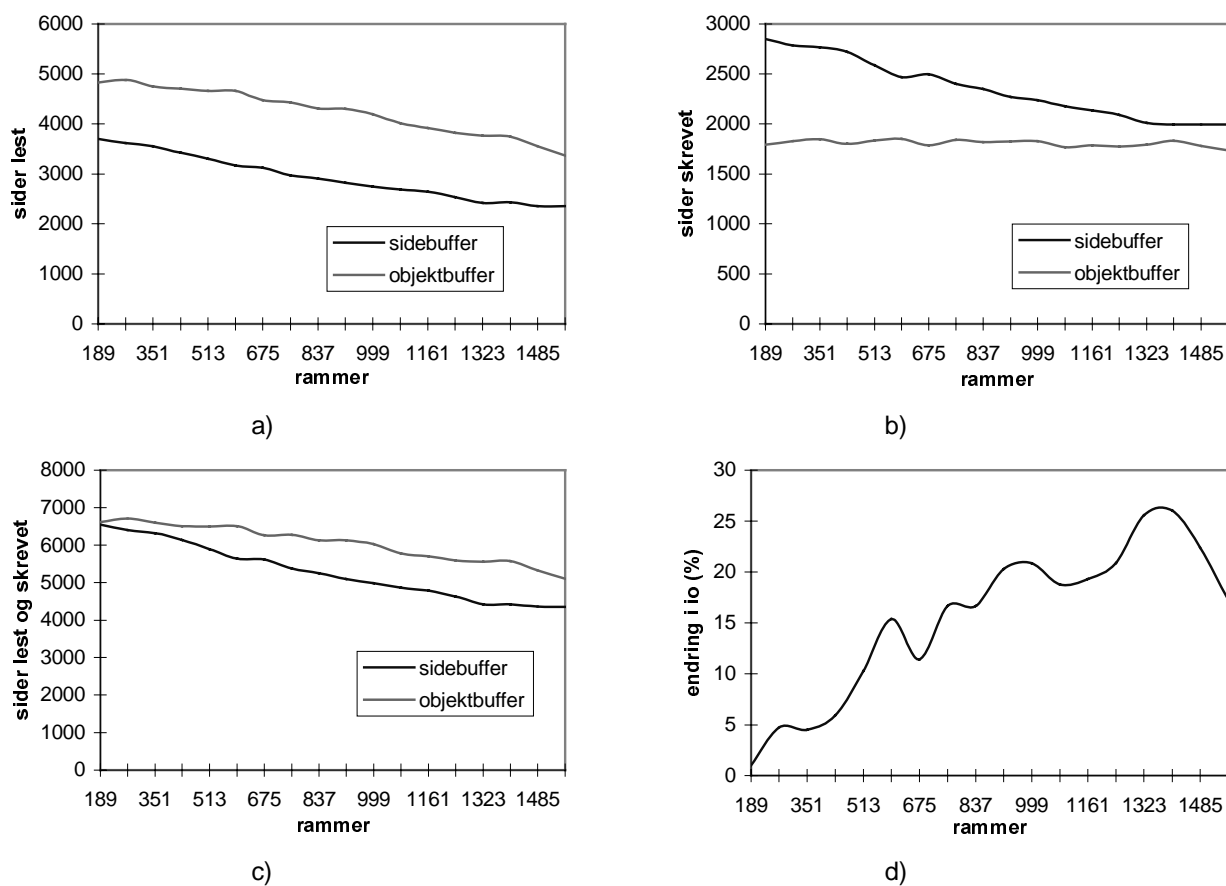 6000
5000
4000
3000
2000
1000
0
sider lest
sidebuffer
objektbuffer
189 351 513 675 837 999 1161 1323 1485
rammer
a)
3000
2500
2000
1500
1000
500
0
sider skrevet
sidebuffer
objektbuffer
189 351 513 675 837 999 1161 1323 1485
rammer
b)
8000
7000
6000
5000
4000
3000
2000
1000
0
sider lest og skrevet
sidebuffer
objektbuffer
189 351 513 675 837 999 1161 1323 1485
rammer
c)
30
25
20
15
10
5
0
endring i io (%)
189 351 513 675 837 999 1161 1323 1485
rammer
d)